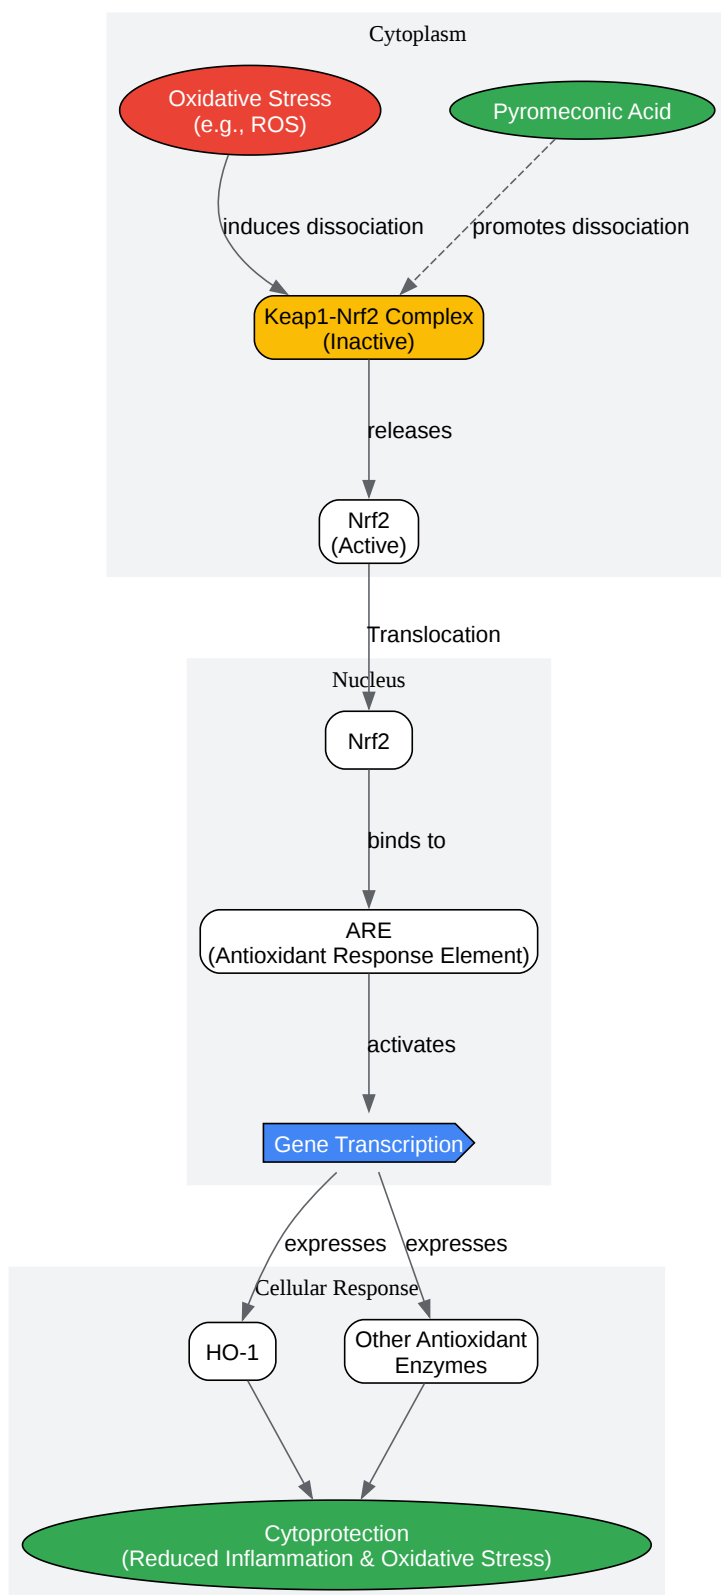 Cytoplasm
Oxidative Stress
(e.g., ROS)
Pyromeconic Acid
induces dissociation
promotes dissociation
Keap1-Nrf2 Complex
(Inactive)
releases
Nrf2
(Active)
Translocation
Nucleus
Nrf2
binds to
ARE
(Antioxidant Response Element)
activates
Gene Transcription
expresses
expresses
Cellular Response
HO-1
Other Antioxidant
Enzymes
Cytoprotection
(Reduced Inflammation & Oxidative Stress)